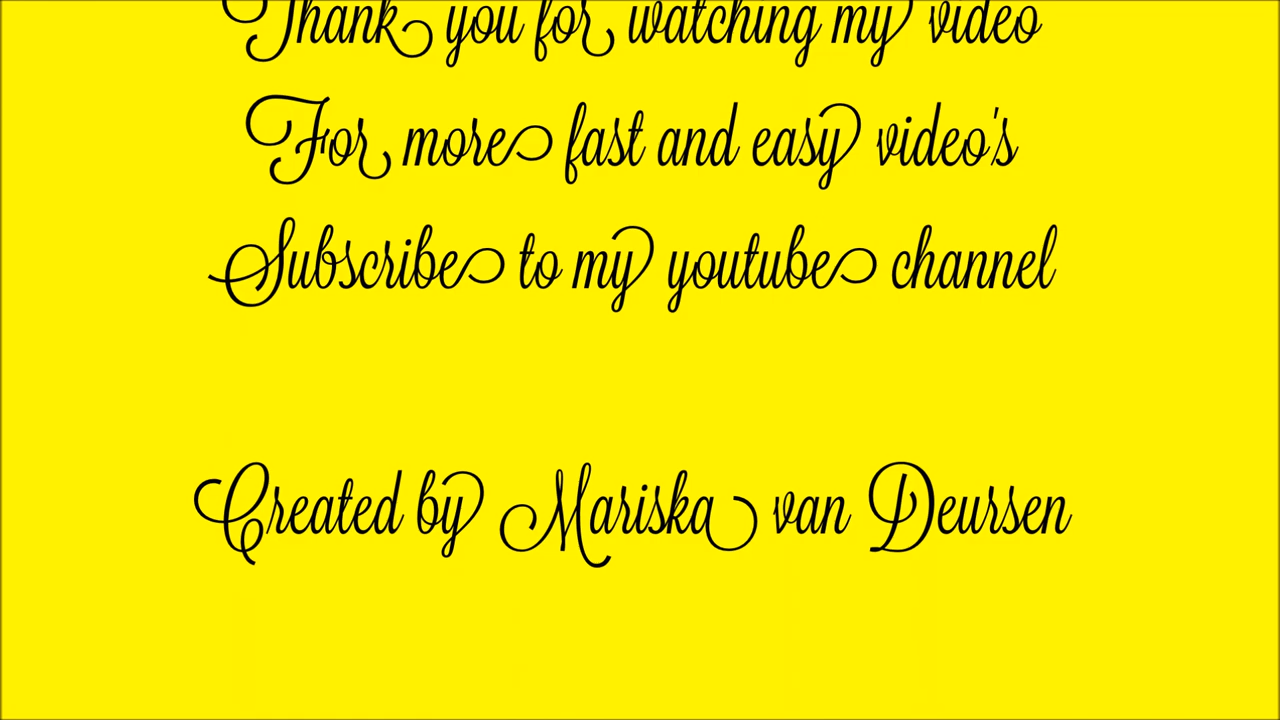 Thank you for watching my video
For more fast and easy video's
Subscribe to my youtube channel
Created by Mariska van Deursen